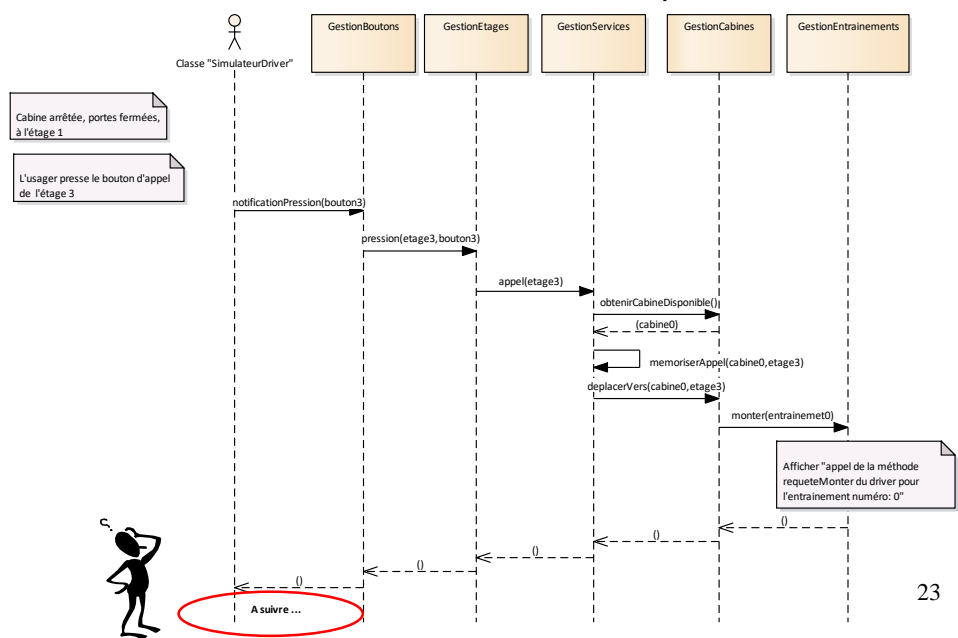 GestionBoutons
GestionEtages
GestionServices
GestionCabines
GestionEntrainements
Classe "SimulateurDriver"
Cabine arrêtée, portes fermées,
à l'étage 1
L'usager presse le bouton d'appel
de l'étage 3
notificationPression(bouton3)
pression(etage3,bouton3)
appel(etage3)
obtenirCabineDisponible()
(cabine0)
memoriserAppel(cabine0,etage3)
deplacerVers(cabine0,etage3)
monter(entrainemet0)
Afficher "appel de la méthode
requeteMonter du driver pour
l'entrainement numéro: 0"
()
()
()
()
()
A suivre ...
23